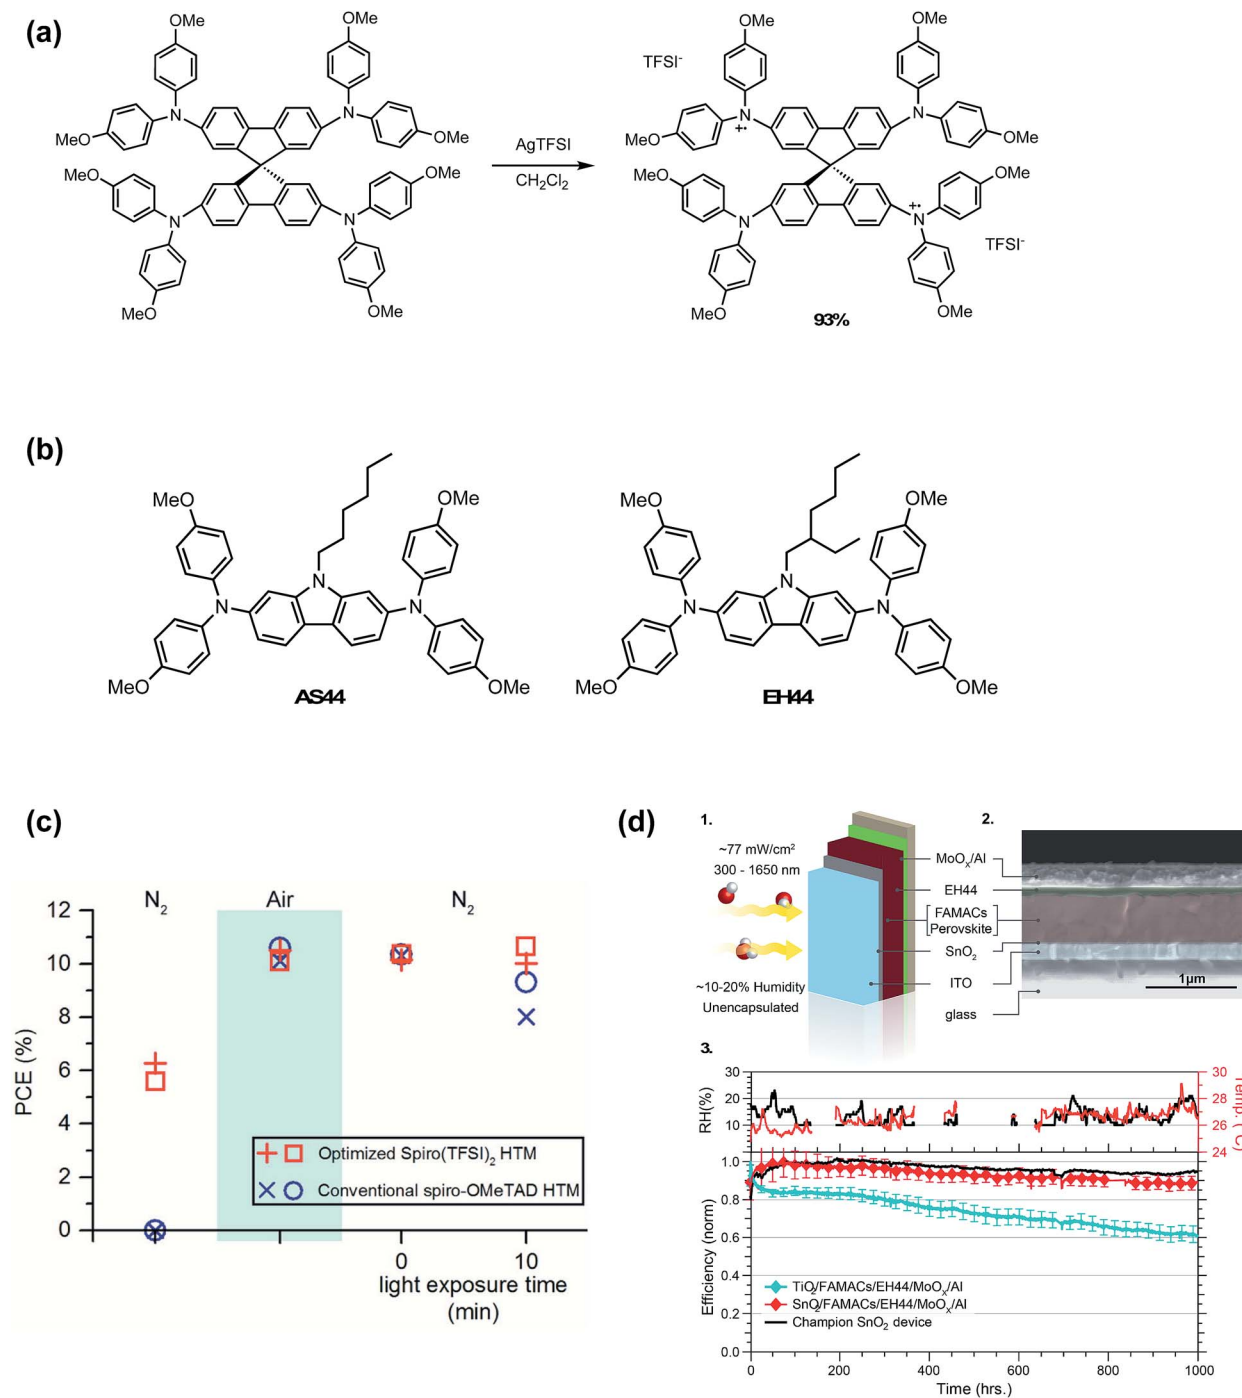 (a)
OMe
OMe
OMe
OMe
MeO
N
N
OMe
MeO
OMe
N
N
OMe
MeO
OMe
AgTFSI
CH2Cl2
TFSI-
OMe
OMe
MeO
N
+•
N
OMe
MeO
OMe
+•
N
N
TFSI-
OMe
MeO
OMe
93%
(b)
MeO
OMe
N
N
N
MeO
OMe
AS44
MeO
OMe
N
N
N
MeO
OMe
EH44
(c)
N2
Air
N2
12
10
8
6
4
2
0
PCE (%)
Optimized Spiro(TFSI)2 HTM
Conventional spiro-OMeTAD HTM
0
10
light exposure time
(min)
(d)
1.
~77 mW/cm²
300 - 1650 nm
~10-20% Humidity
Unencapsulated
2.
MoOx/Al
EH44
FAMACs
Perovskite
SnO2
ITO
glass
1µm
3.
30
20
10
RH(%)
30
28
26
24
Temp. (°C)
1.0
0.8
0.6
0.4
0.2
0.0
Efficiency (norm)
TiO2/FAMACs/EH44/MoOx/Al
SnO2/FAMACs/EH44/MoOx/Al
Champion SnO2 device
0
200
400
600
800
1000
Time (hrs.)